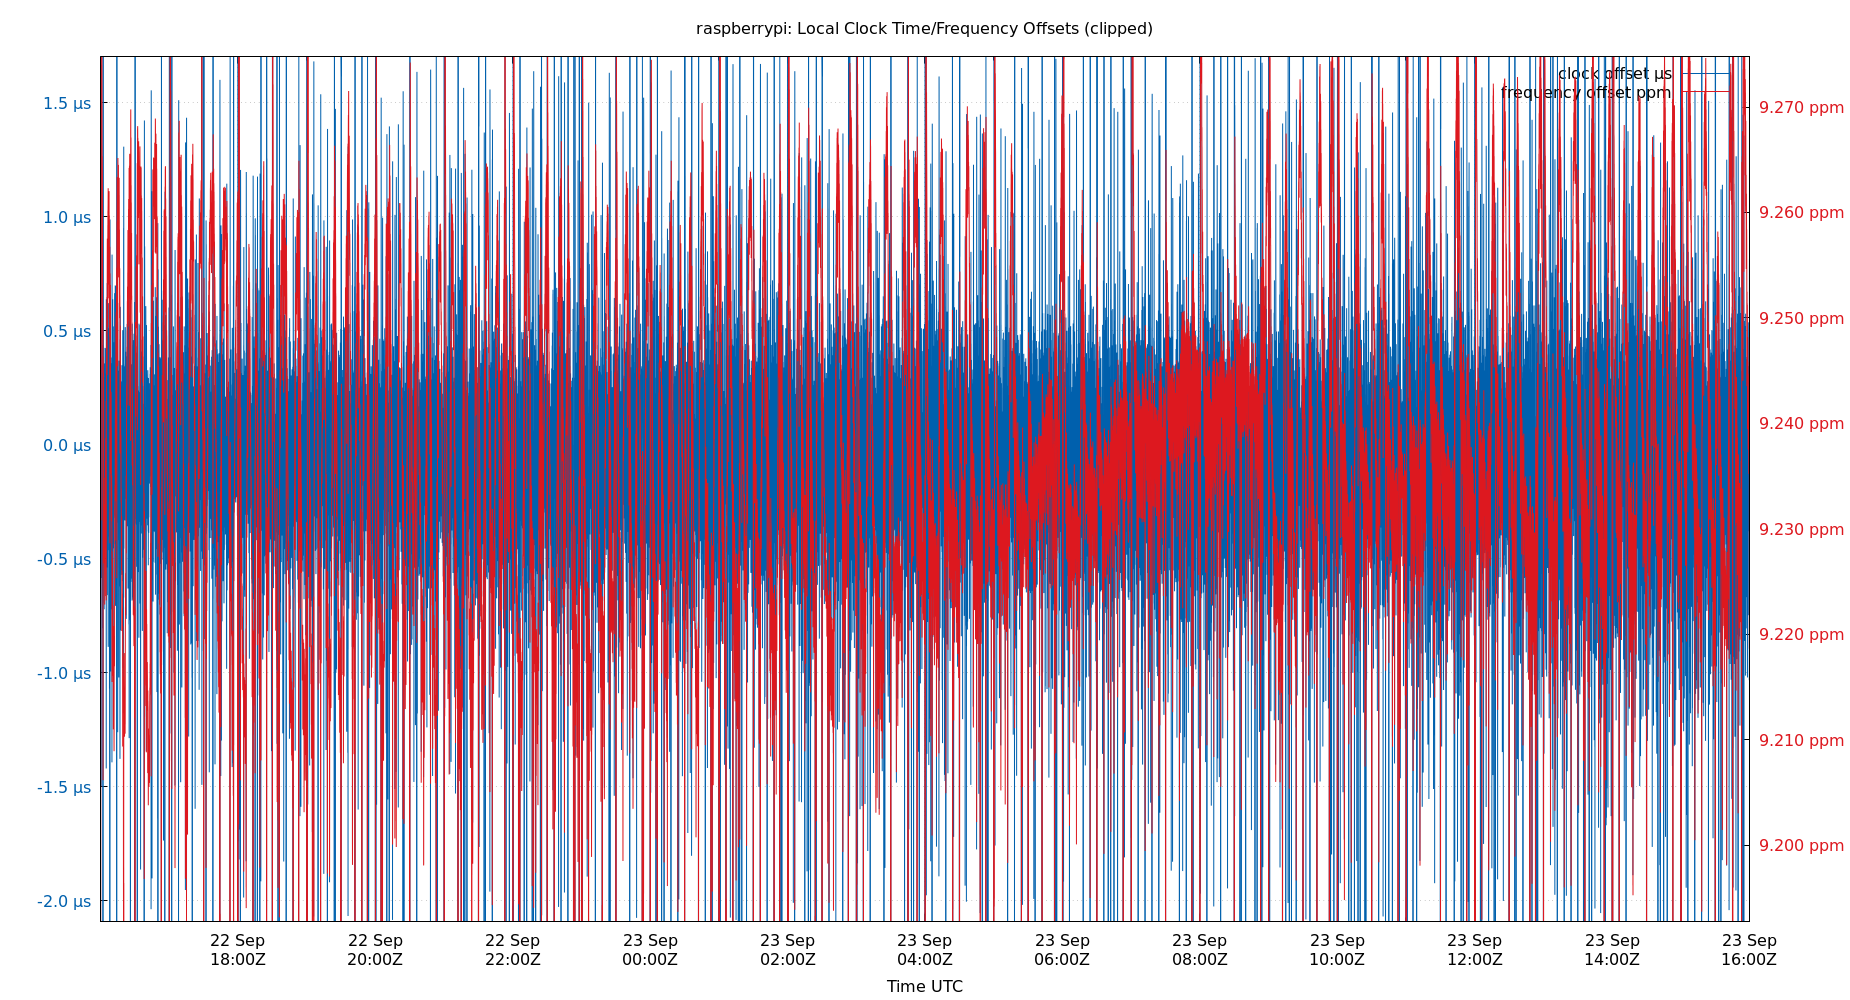 raspberrypi: Local Clock Time/Frequency Offsets (clipped)
clock offset µs
frequency offset ppm
1.5 µs
1.0 µs
0.5 µs
0.0 µs
-0.5 µs
-1.0 µs
-1.5 µs
-2.0 µs
9.270 ppm
9.260 ppm
9.250 ppm
9.240 ppm
9.230 ppm
9.220 ppm
9.210 ppm
9.200 ppm
22 Sep 22 Sep 22 Sep 23 Sep 23 Sep 23 Sep 23 Sep 23 Sep 23 Sep 23 Sep 23 Sep 23 Sep
18:00Z 20:00Z 22:00Z 00:00Z 02:00Z 04:00Z 06:00Z 08:00Z 10:00Z 12:00Z 14:00Z 16:00Z
Time UTC